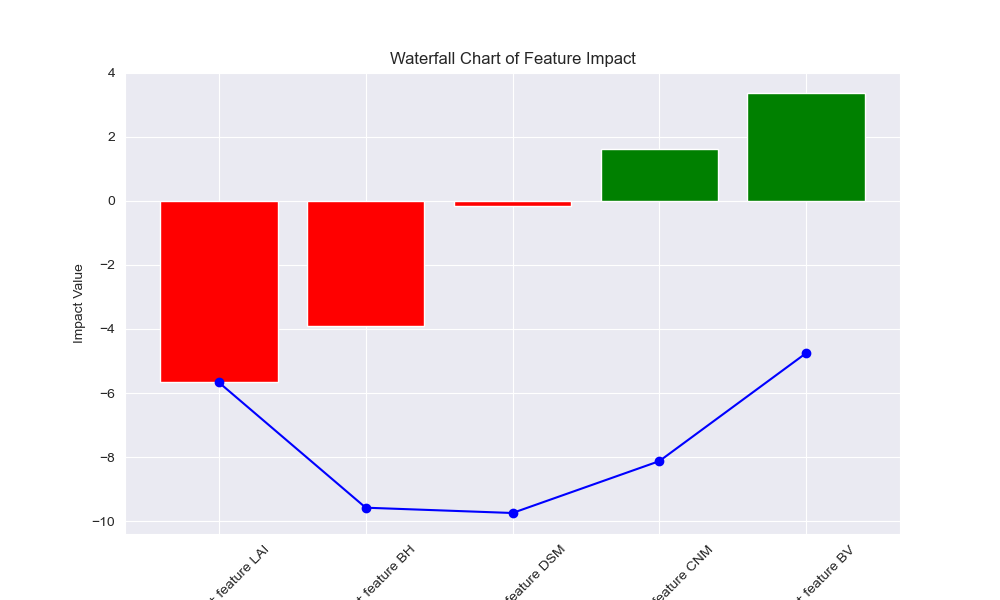 Waterfall Chart of Feature Impact
4
2
0
−2
−4
−6
−8
−10
Impact Value
feature LAI
feature BH
feature DSM
feature CNM
feature BV